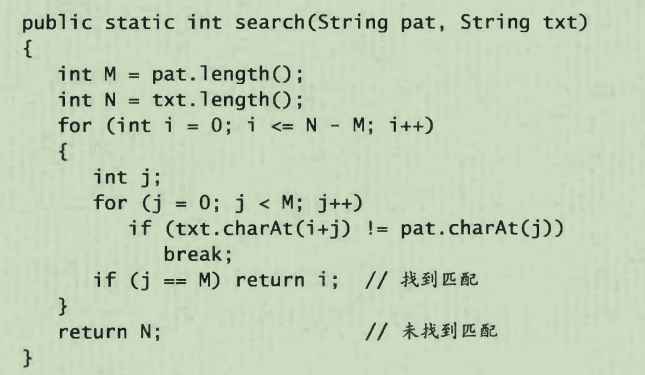 public static int search(String pat, String txt)
{
   int M = pat.length();
   int N = txt.length();
   for (int i = 0; i <= N - M; i++)
   {
      int j;
      for (j = 0; j < M; j++)
         if (txt.charAt(i+j) != pat.charAt(j))
            break;
      if (j == M) return i;  // 找到匹配
   }
   return N;                 // 未找到匹配
}